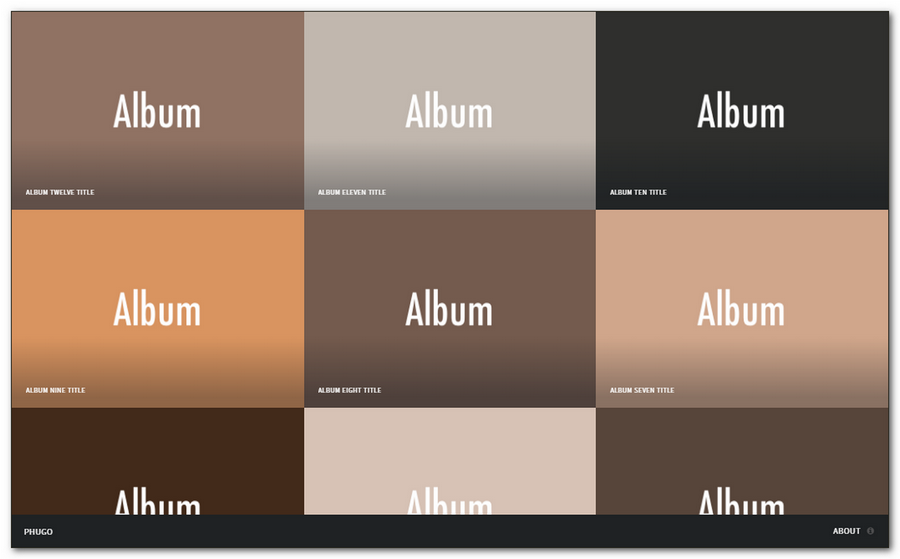 Album
ALBUM TWELVE TITLE
Album
ALBUM ELEVEN TITLE
Album
ALBUM TEN TITLE
Album
ALBUM NINE TITLE
Album
ALBUM EIGHT TITLE
Album
ALBUM SEVEN TITLE
Album
Album
Album
PHUGO
ABOUT